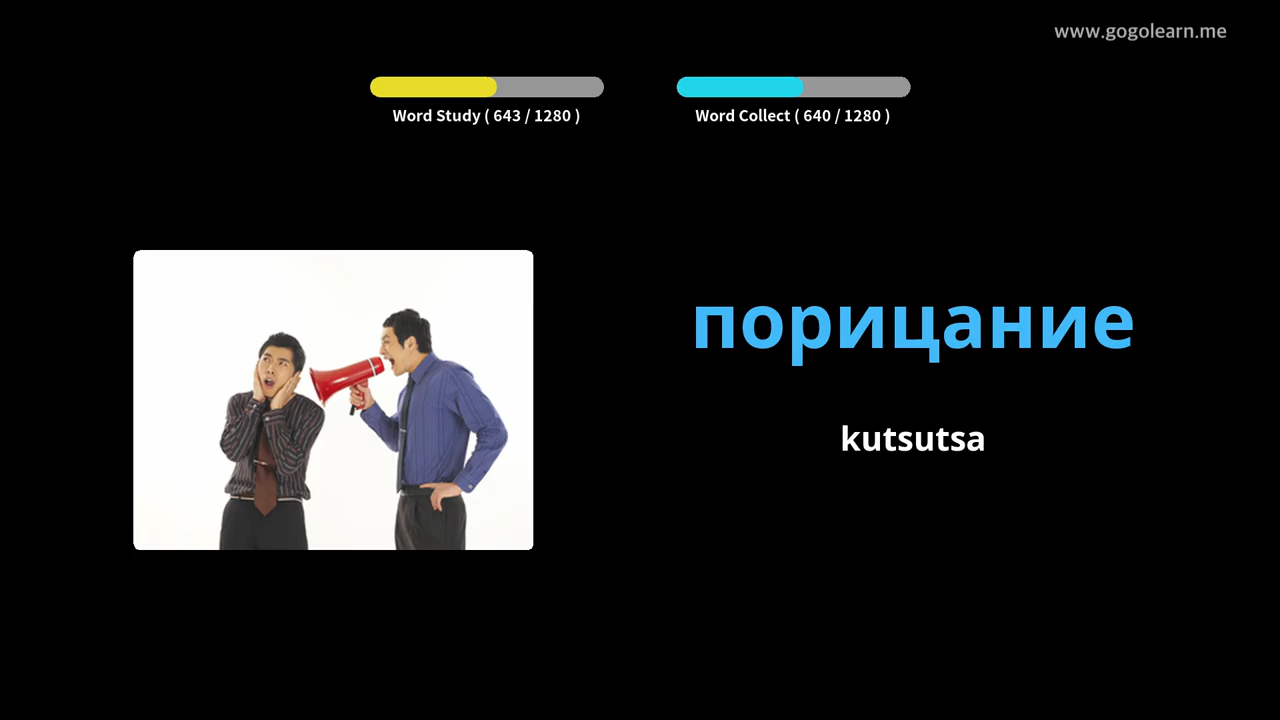 www.gogolearn.me
Word Study ( 643 / 1280 )
Word Collect ( 640 / 1280 )
порицание
kutsutsa